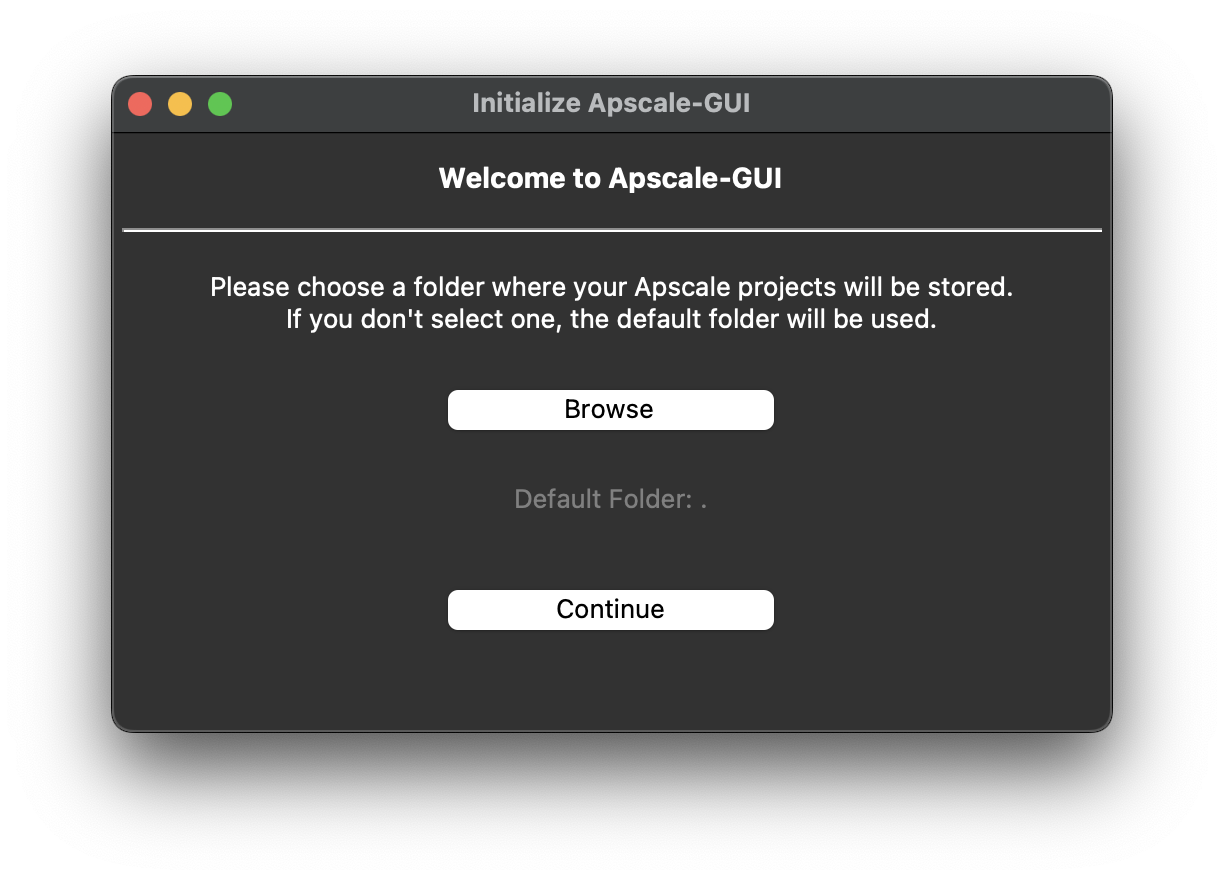 Initialize Apscale-GUI
Welcome to Apscale-GUI
Please choose a folder where your Apscale projects will be stored.
If you don't select one, the default folder will be used.
Browse
Default Folder: .
Continue